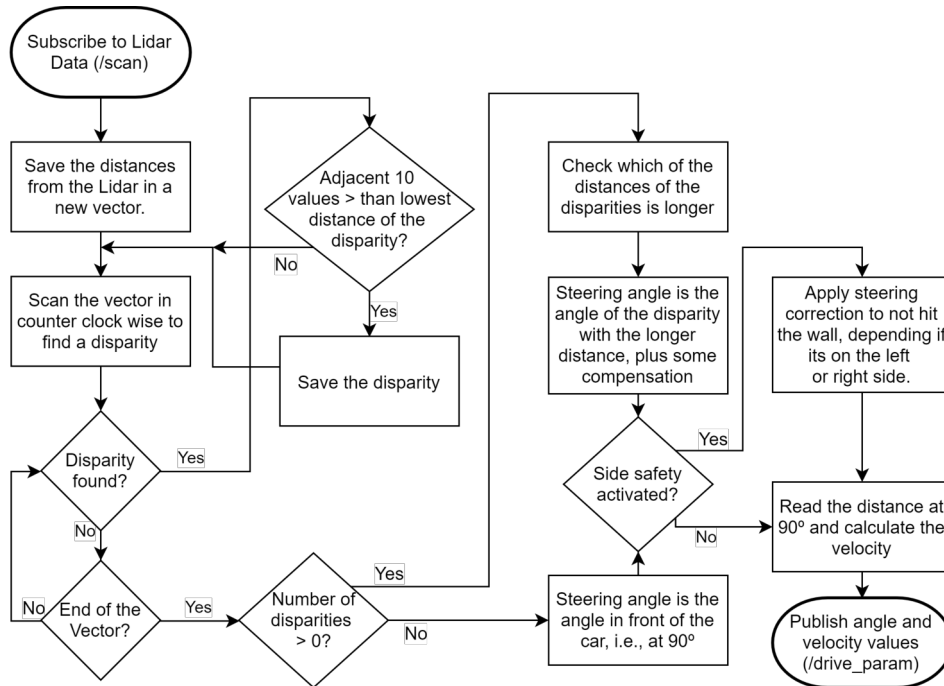 Subscribe to Lidar
Data (/scan)
Save the distances
from the Lidar in a
new vector.
Scan the vector in
counter clock wise to
find a disparity
Disparity
found?
Yes
No
End of the
Vector?
No
Yes
Adjacent 10
values > than lowest
distance of the
disparity?
No
Yes
Save the disparity
Number of
disparities
> 0?
Yes
No
Check which of the
distances of the
disparities is longer
Steering angle is the
angle of the disparity
with the longer
distance, plus some
compensation
Side safety
activated?
Yes
No
Steering angle is the
angle in front of the
car, i.e., at 90º
Apply steering
correction to not hit
the wall, depending if
its on the left
or right side.
Read the distance at
90º and calculate the
velocity
Publish angle and
velocity values
(/drive_param)